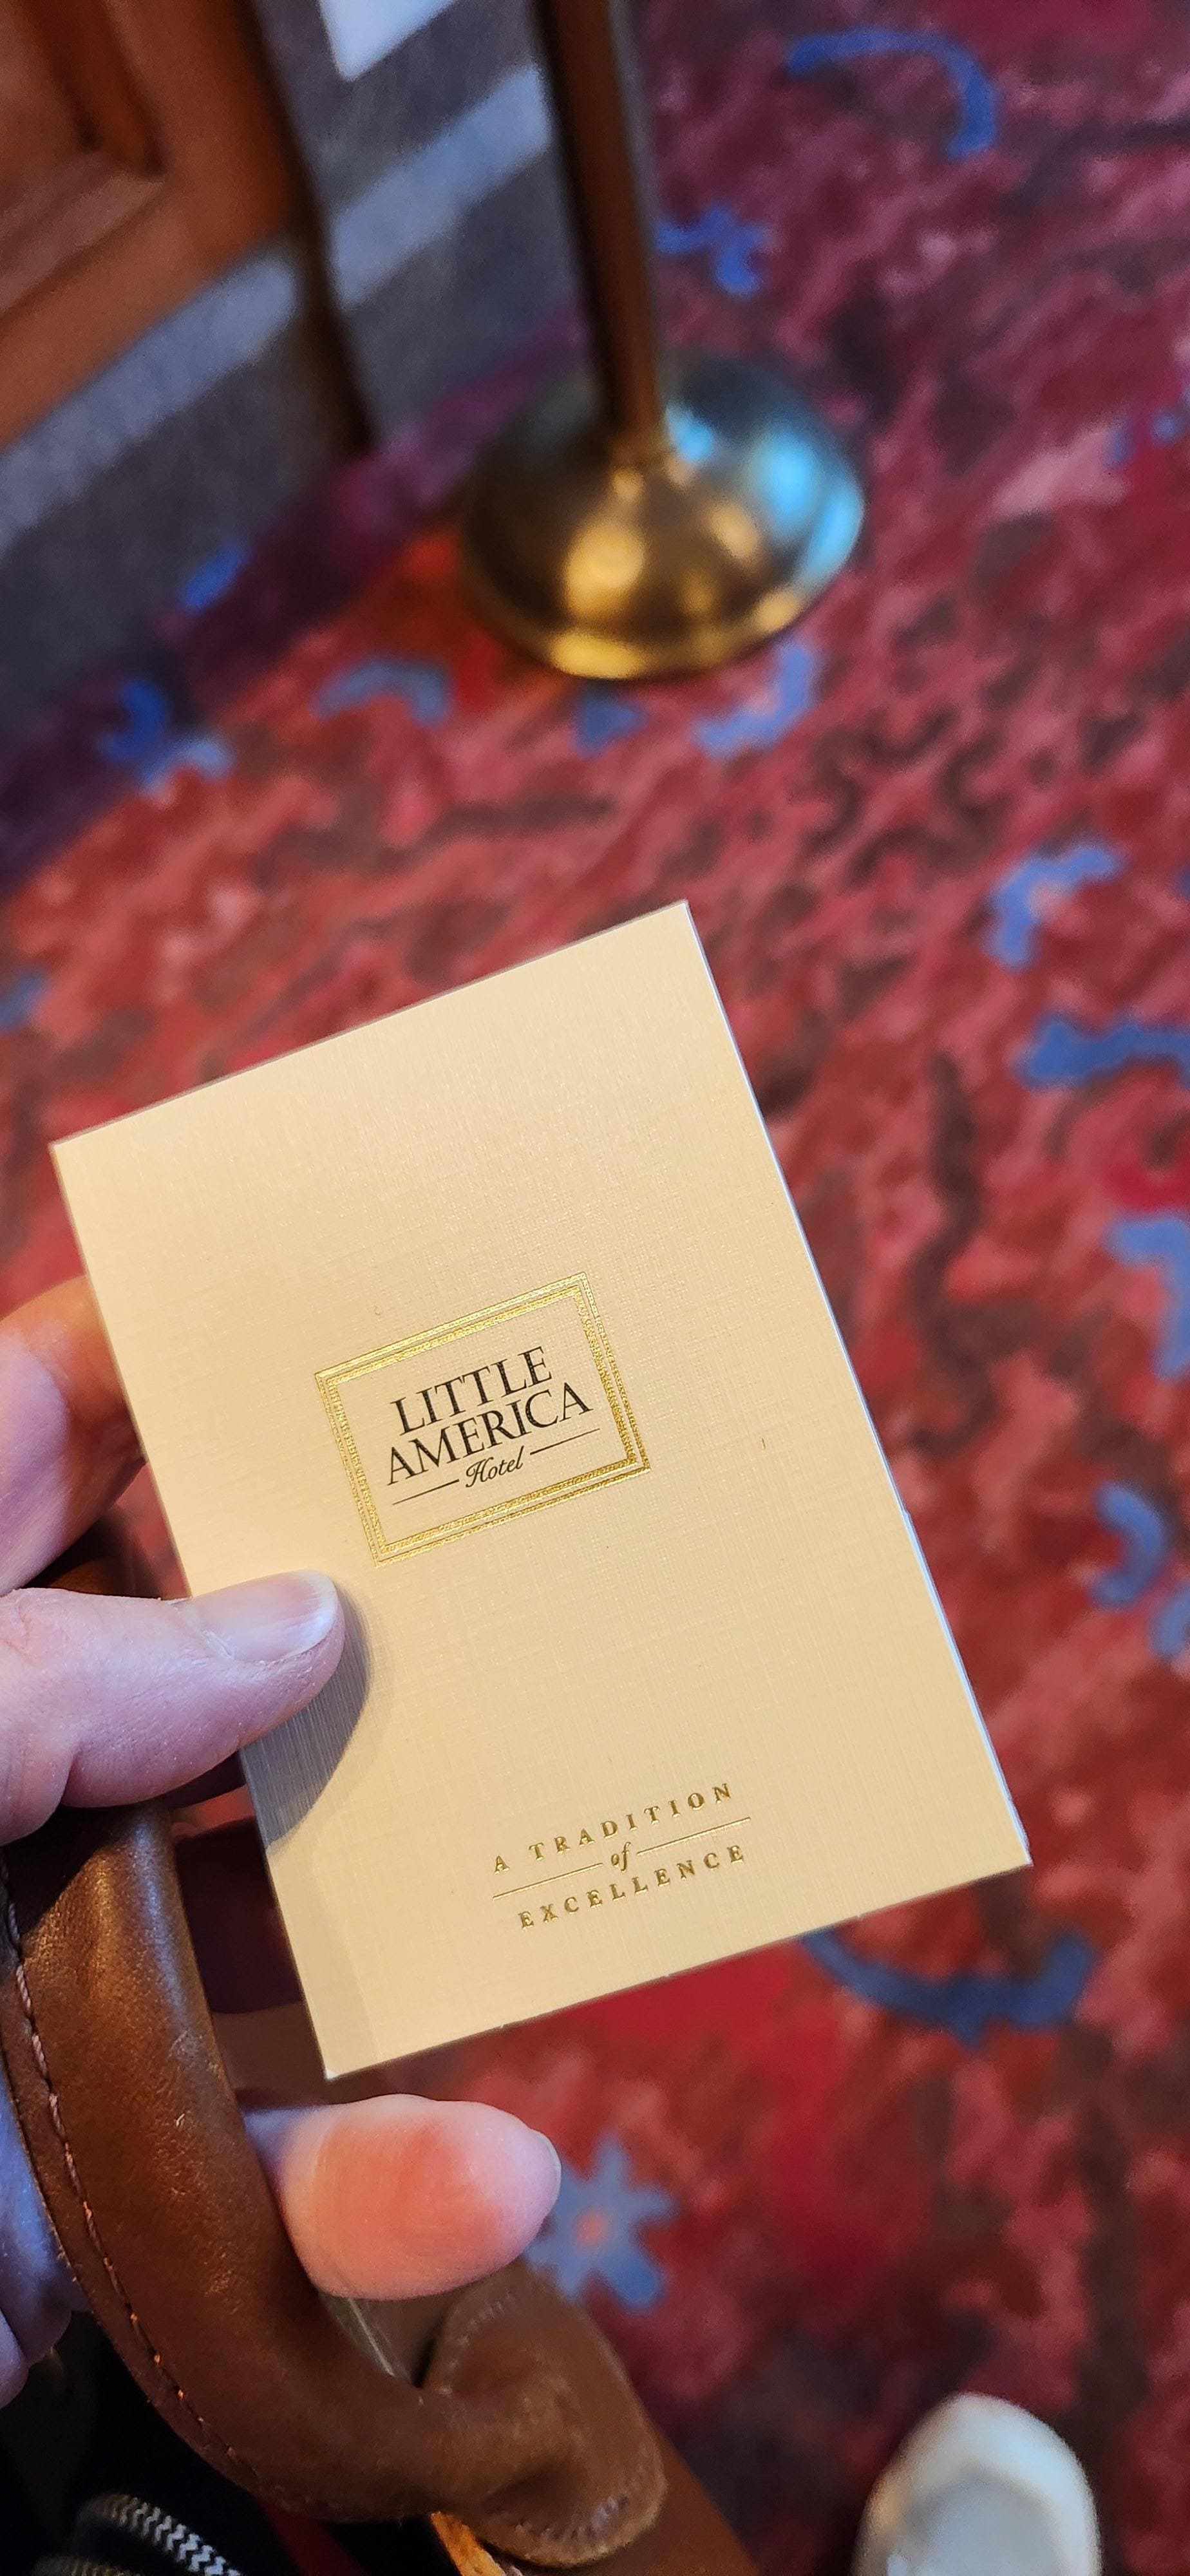 LITTLE
AMERICA
Hotel
A TRADITION
of
EXCELLENCE